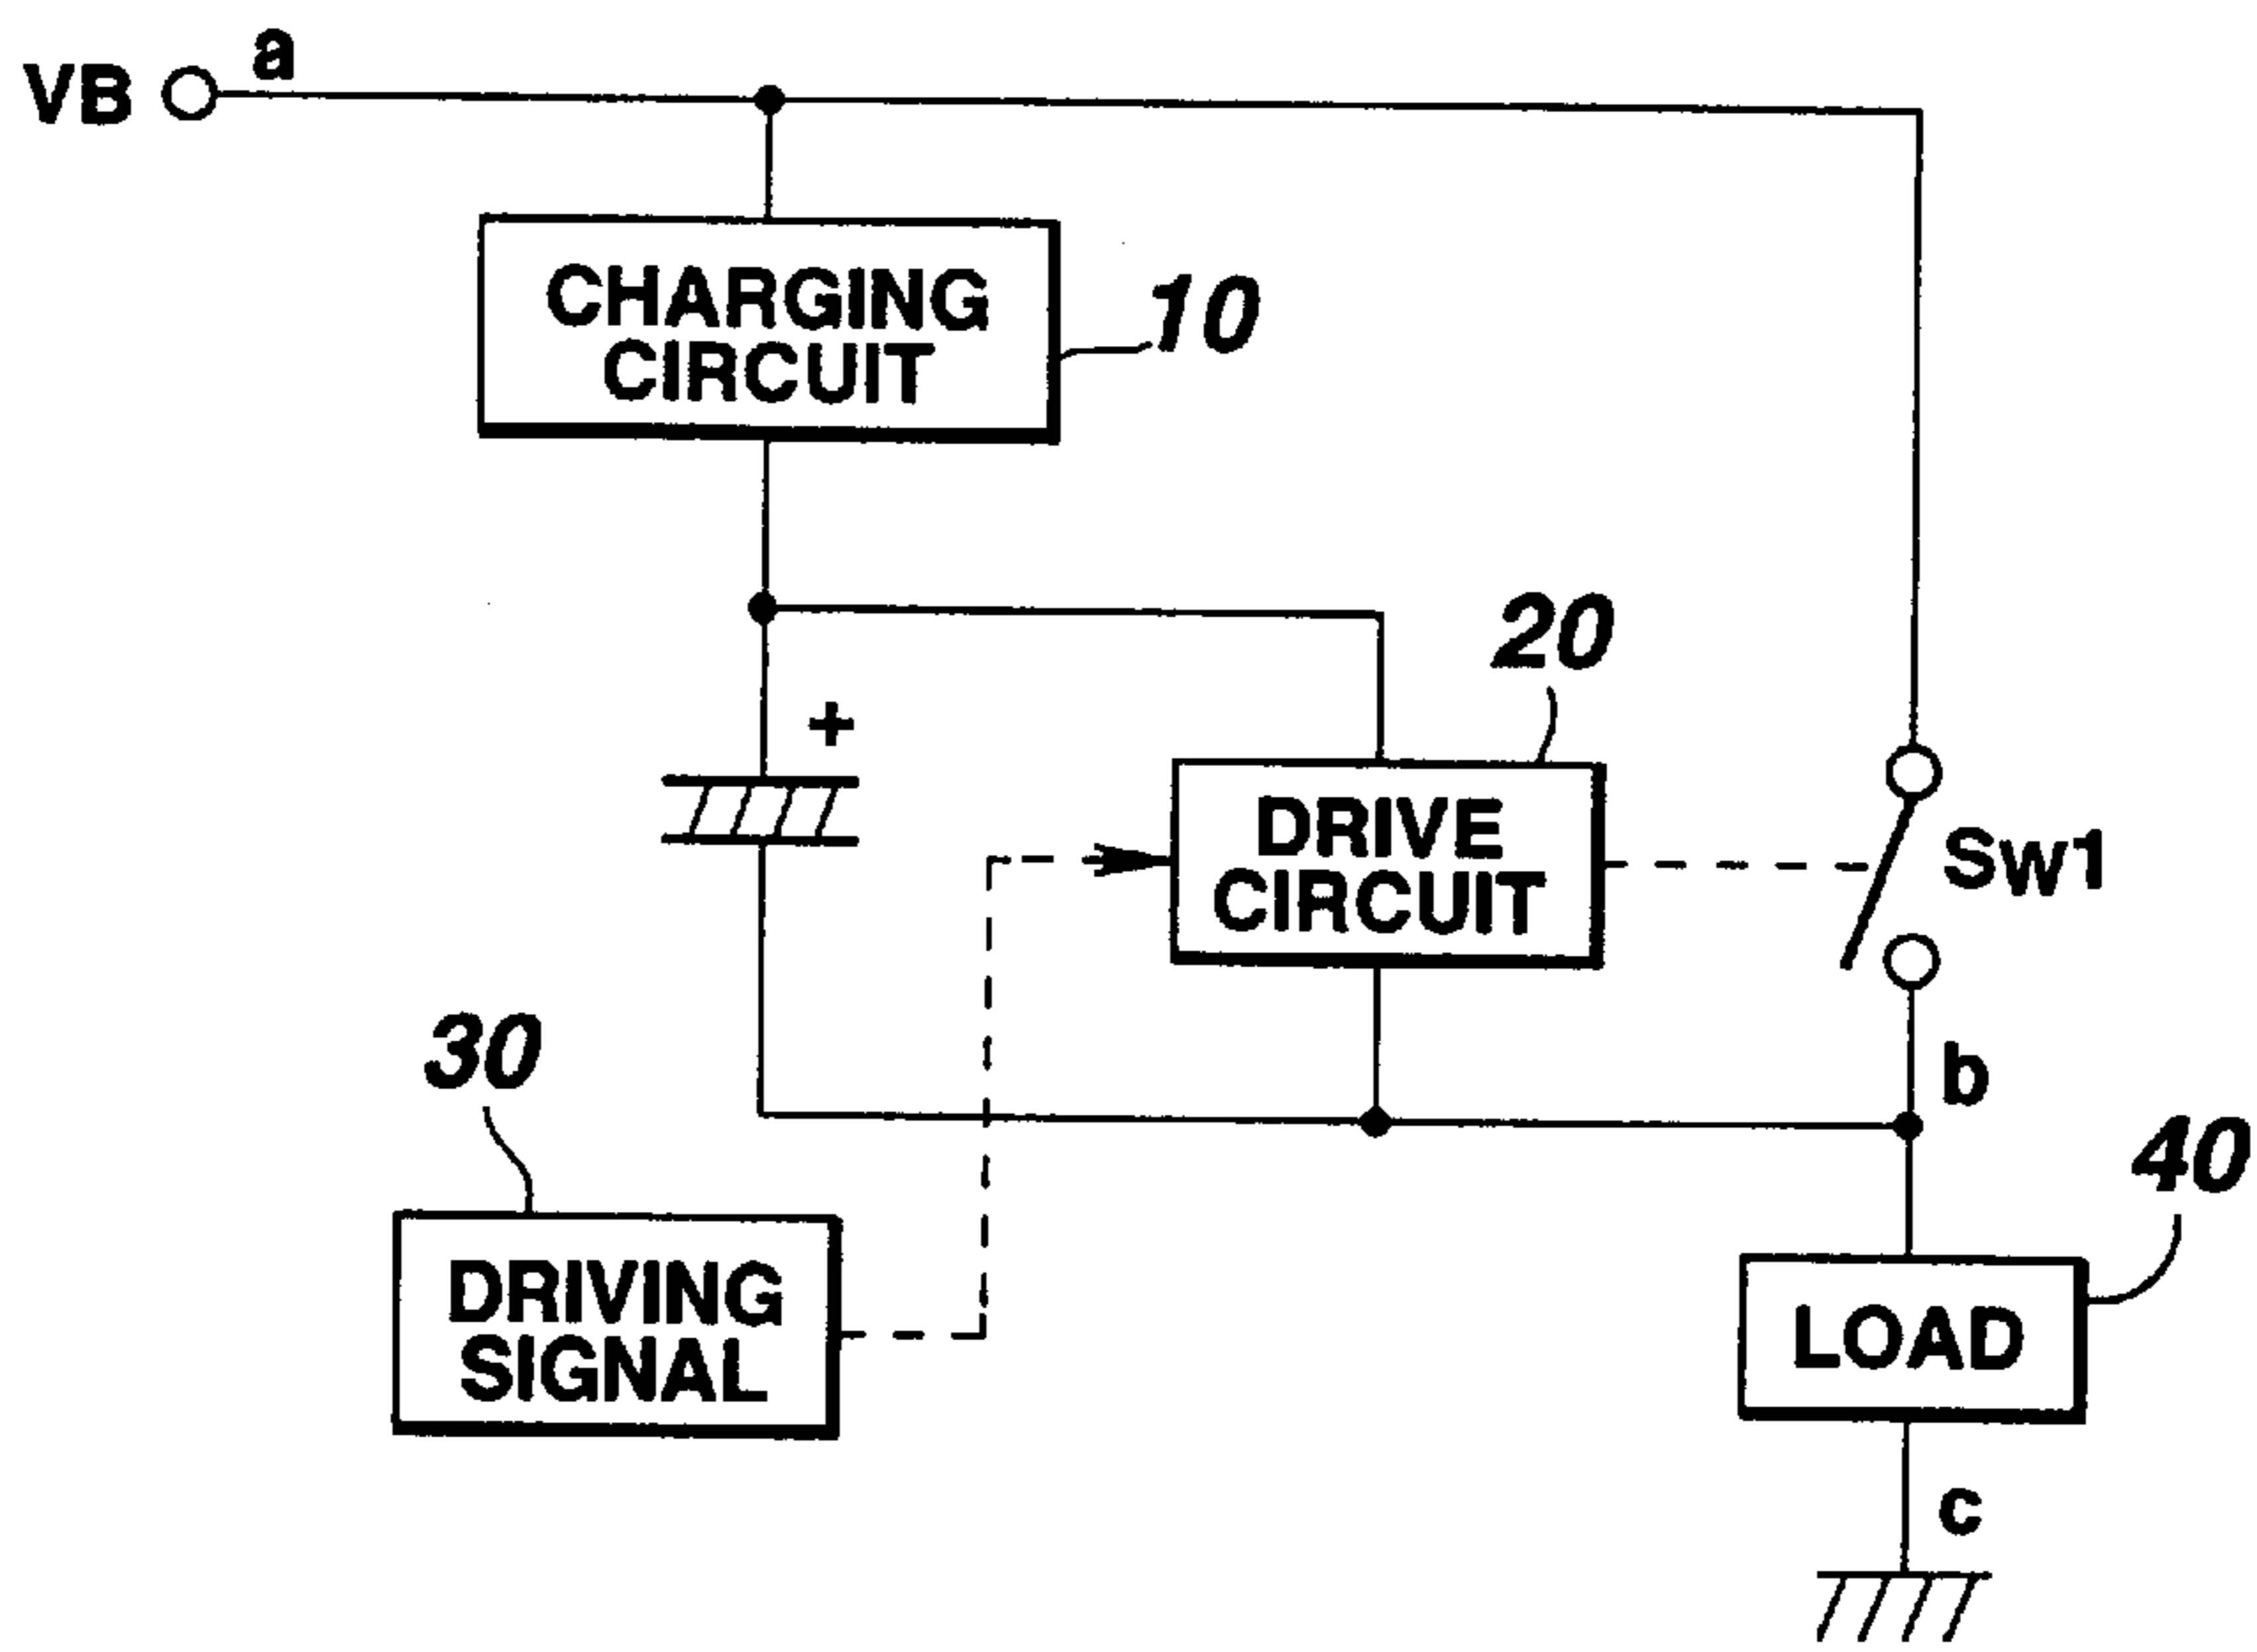 a
VB
CHARGING
CIRCUIT
10
20
+
DRIVE
CIRCUIT
SW1
30
b
40
DRIVING
SIGNAL
LOAD
c